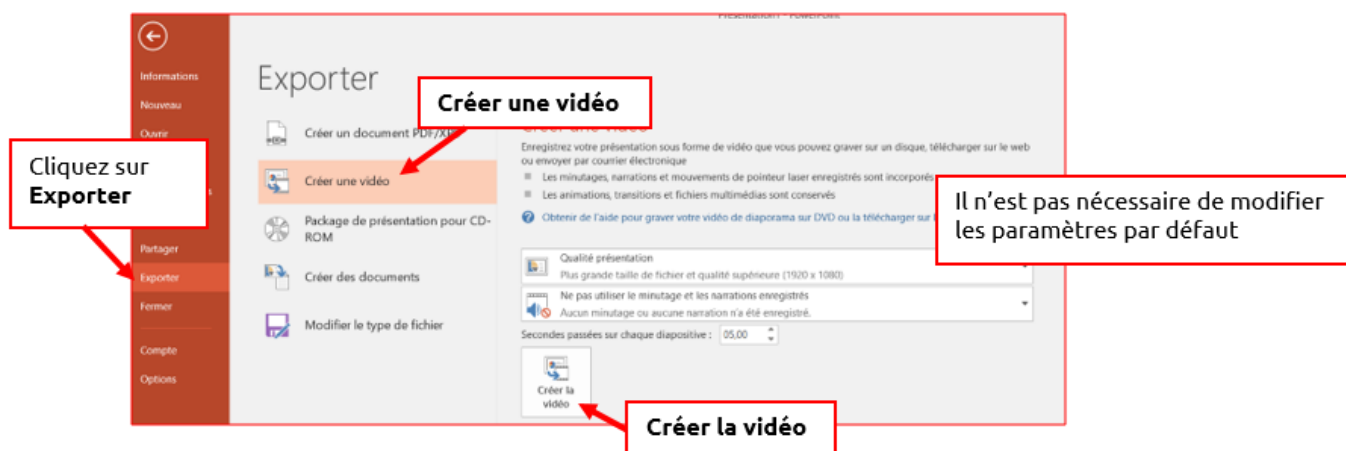 Présentation1 - PowerPoint
Informations
Nouveau
Ouvrir
Partager
Exporter
Fermer
Compte
Options
Cliquez sur
Exporter
Exporter
Créer un document PDF/XP
Créer une vidéo
Package de présentation pour CD-
ROM
Créer des documents
Modifier le type de fichier
Créer une vidéo
Créer une vidéo
Enregistrez votre présentation sous forme de vidéo que vous pouvez graver sur un disque, télécharger sur le web
ou envoyer par courrier électronique
Les minutages, narrations et mouvements de pointeur laser enregistrés sont incorporés
Les animations, transitions et fichiers multimédias sont conservés
Obtenir de l'aide pour graver votre vidéo de diaporama sur DVD ou la télécharger sur
Qualité présentation
Plus grande taille de fichier et qualité supérieure (1920 x 1080)
Ne pas utiliser le minutage et les narrations enregistrés
Aucun minutage ou aucune narration n'a été enregistré.
Secondes passées sur chaque diapositive : 05,00
Créer la
vidéo
Créer la vidéo
Il n'est pas nécessaire de modifier
les paramètres par défaut